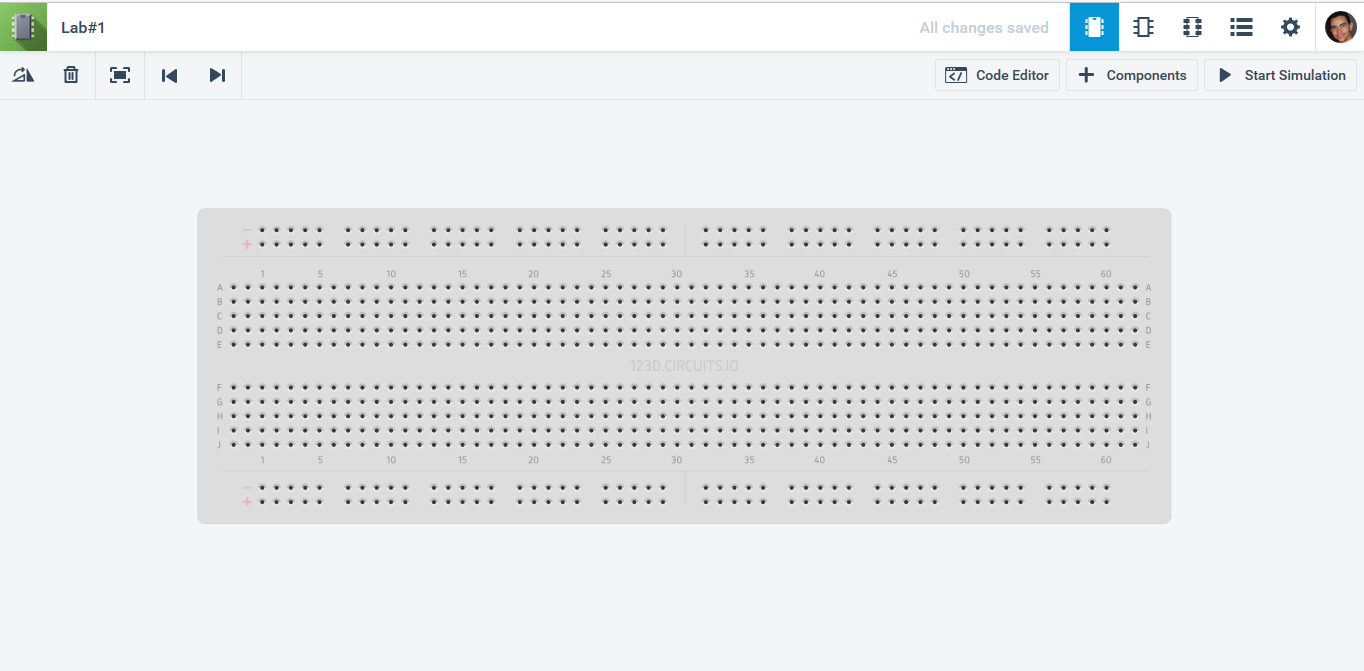 Lab#1
All changes saved
Code Editor
Components
Start Simulation
− 
+
1 5 10 15 20 25 30 35 40 45 50 55 60
A A
B B
C C
D D
E E
123D.CIRCUITS.IO
F F
G G
H H
I I
J J
1 5 10 15 20 25 30 35 40 45 50 55 60
−
+